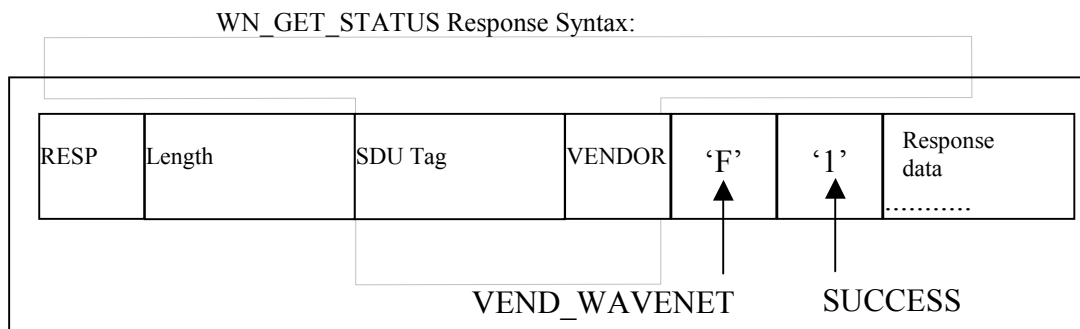 WN_GET_STATUS Response Syntax:
RESP Length SDU Tag VENDOR ‘F’ ‘1’ Response
data
...........
VEND_WAVENET SUCCESS